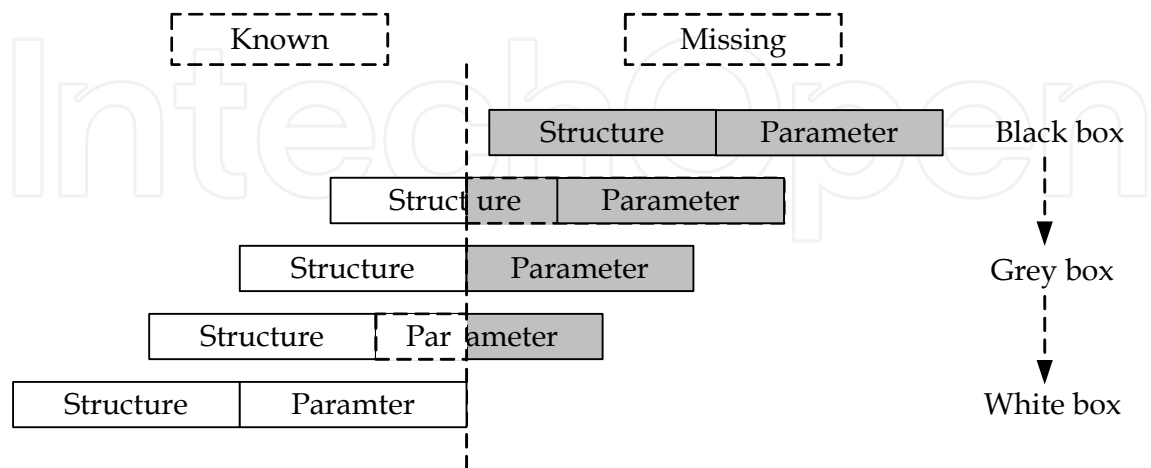 Known Missing
IntechOpen
Structure Parameter Black box
Struct ure Parameter
Structure Parameter Grey box
Structure Par ameter
Structure Paramter White box